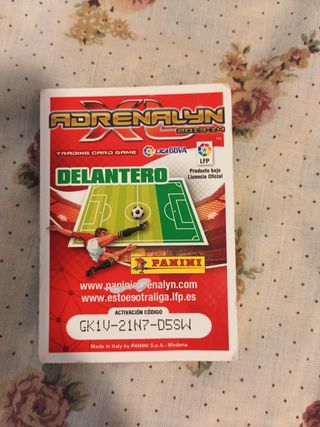 ADRENALYN
XL
2013-14
TRADING CARD GAME
LIGA BBVA
LFP
DELANTERO
Producto bajo
Licencia Oficial
PANINI
www.paniniadrenalyn.com
www.estoesotraliga.lfp.es
ACTIVACIÓN CÓDIGO
GK1V-21N7-D5SW
Made in Italy by PANINI S.p.A. - Modena